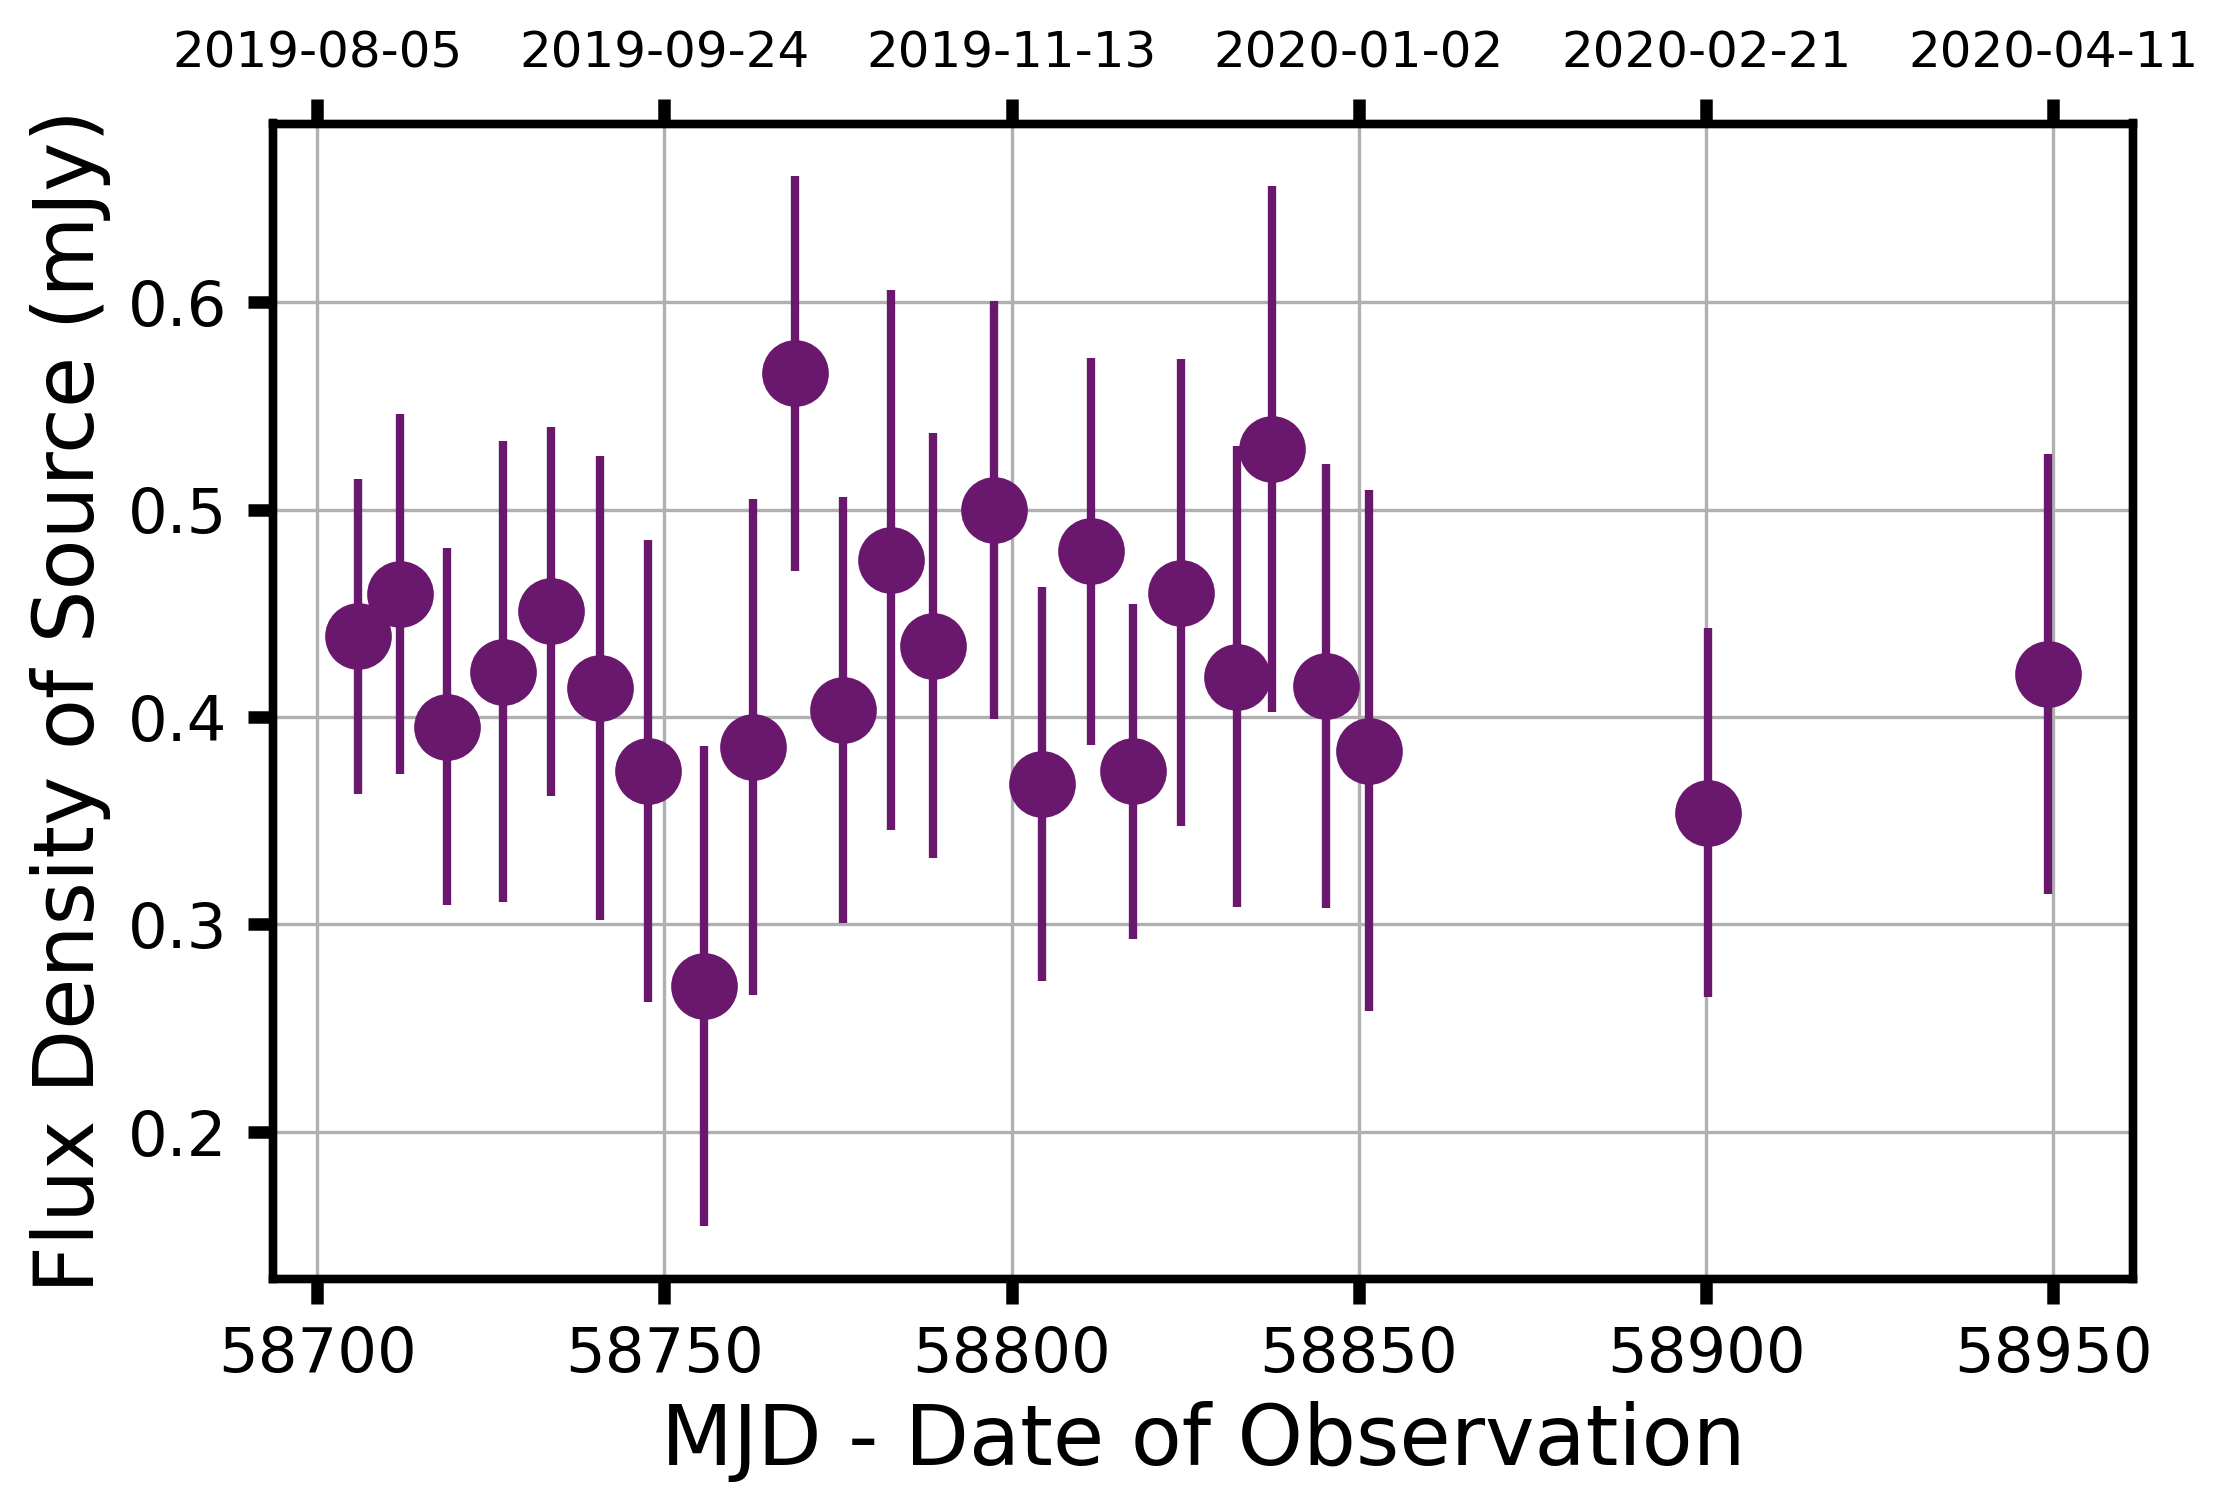 2019-08-05 2019-09-24 2019-11-13 2020-01-02 2020-02-21 2020-04-11
Flux Density of Source (mJy)
0.6
0.5
0.4
0.3
0.2
58700 58750 58800 58850 58900 58950
MJD - Date of Observation